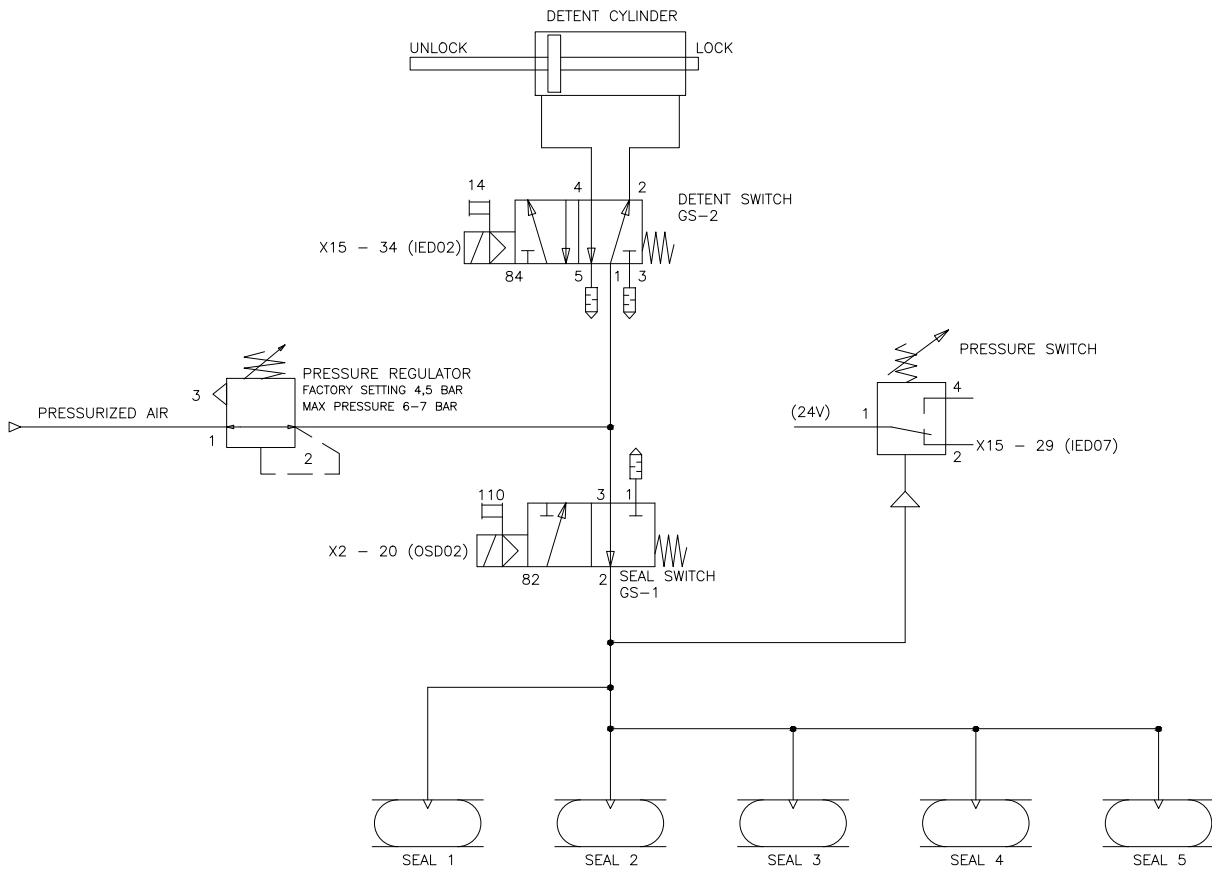 DETENT CYLINDER
UNLOCK
LOCK
14
4
2
DETENT SWITCH
GS-2
X15 - 34 (IED02)
84
5
1
3
PRESSURE SWITCH
3
PRESSURE REGULATOR
FACTORY SETTING 4,5 BAR
MAX PRESSURE 6-7 BAR
PRESSURIZED AIR
1
2
4
(24V)
1
X15 - 29 (IED07)
2
110
3
1
X2 - 20 (OSD02)
82
2
SEAL SWITCH
GS-1
SEAL 1
SEAL 2
SEAL 3
SEAL 4
SEAL 5